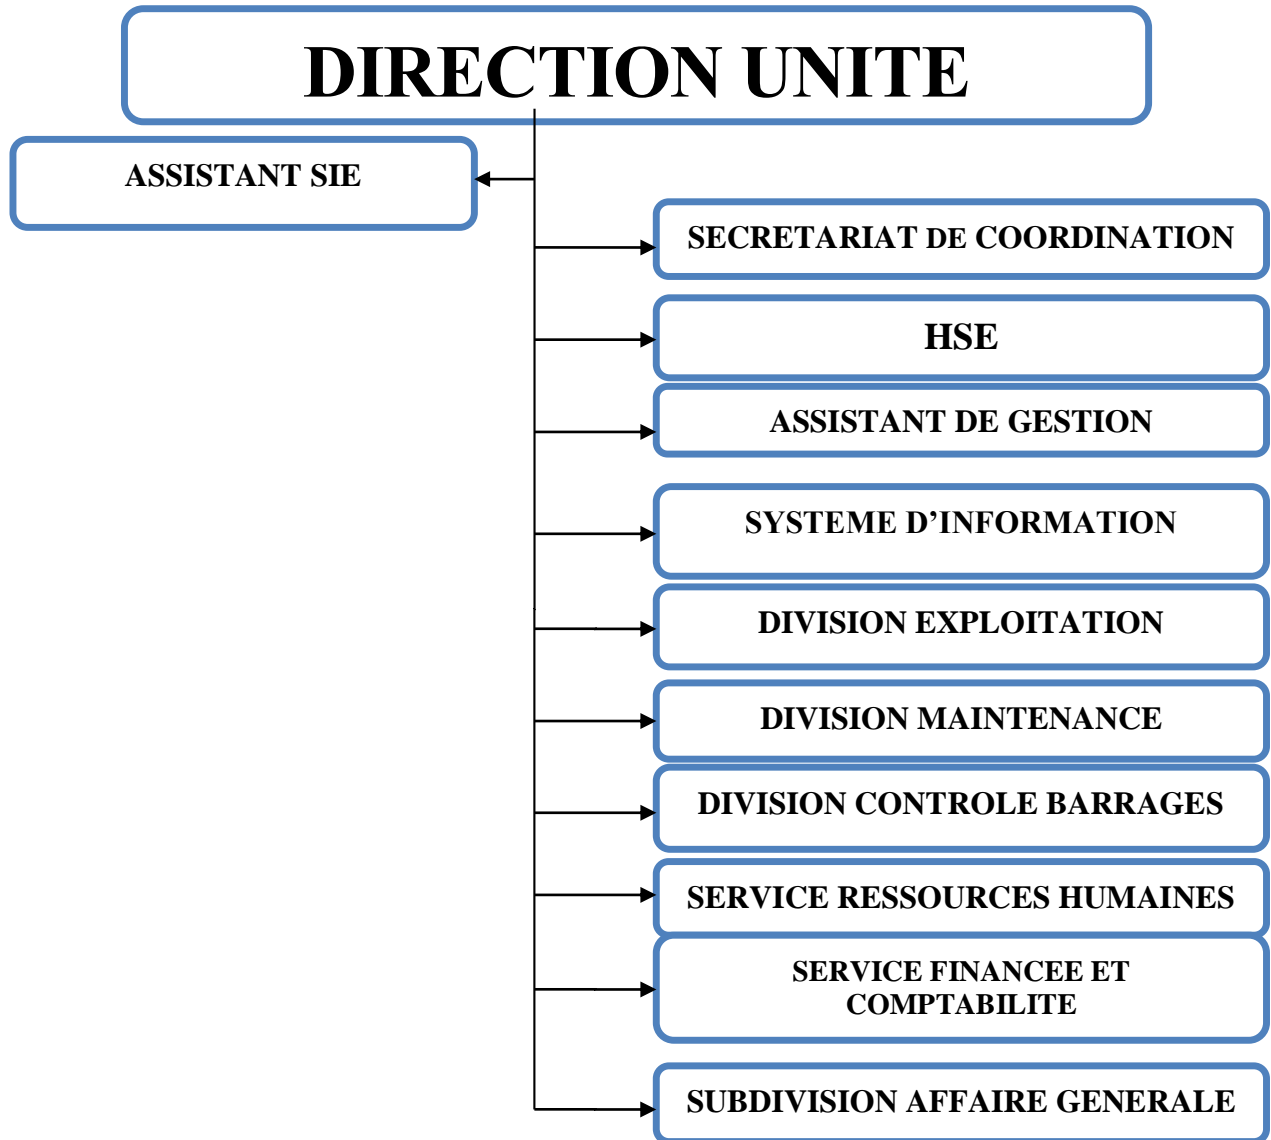 DIRECTION UNITE
ASSISTANT SIE
SECRETARIAT DE COORDINATION
HSE
ASSISTANT DE GESTION
SYSTEME D’INFORMATION
DIVISION EXPLOITATION
DIVISION MAINTENANCE
DIVISION CONTROLE BARRAGES
SERVICE RESSOURCES HUMAINES
SERVICE FINANCEE ET
COMPTABILITE
SUBDIVISION AFFAIRE GENERALE